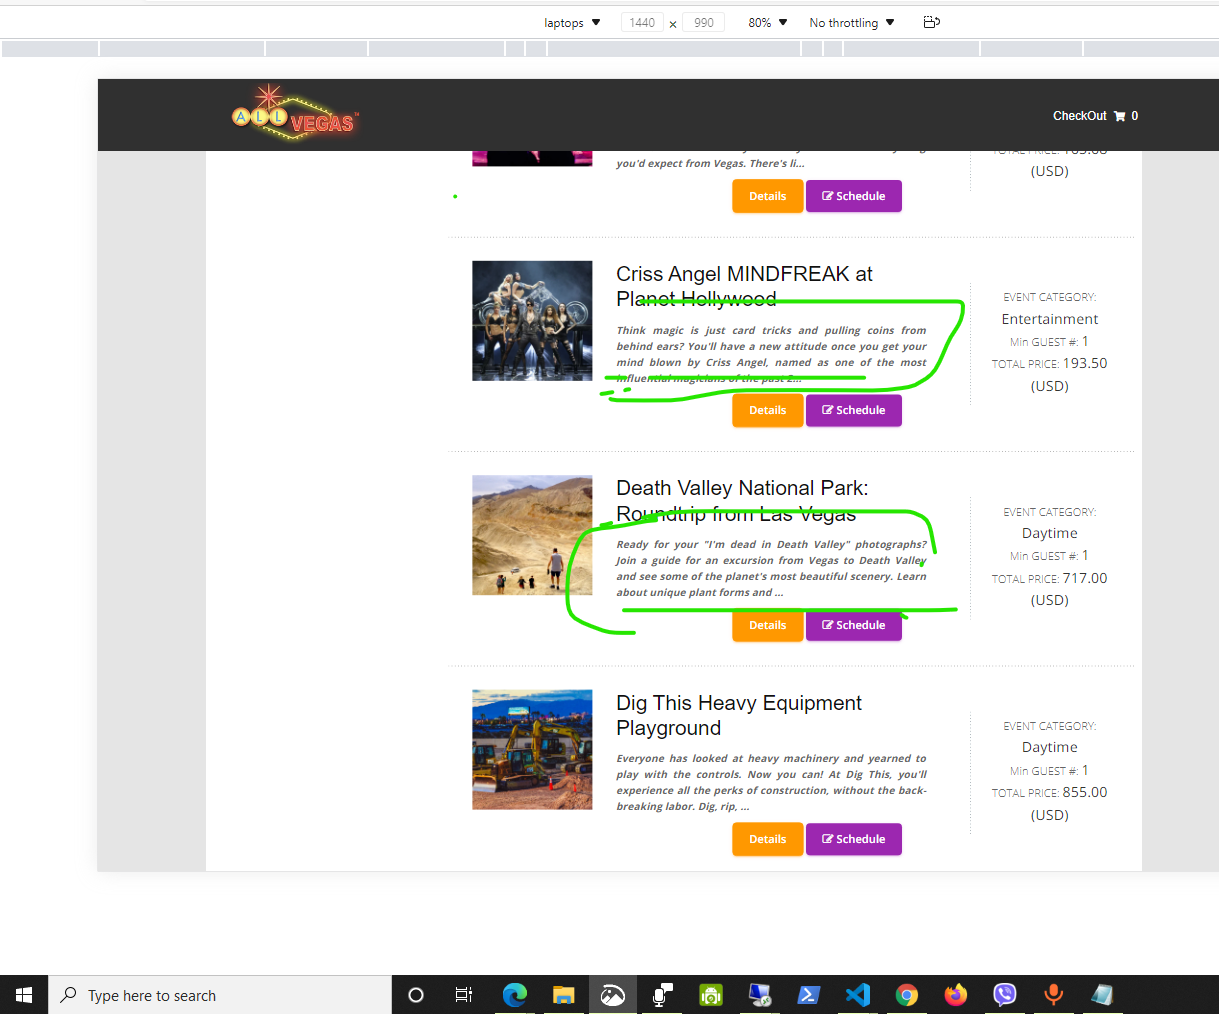 laptops ▼ 1440 x 990 80% ▼ No throttling ▼
ALL VEGAS
CheckOut 0
you'd expect from Vegas. There's li...
TOTAL PRICE:
(USD)
Details Schedule
Criss Angel MINDFREAK at
Planet Hollywood
Think magic is just card tricks and pulling coins from
behind ears? You'll have a new attitude once you get your
mind blown by Criss Angel, named as one of the most
influential magicians of the past 2...
Details Schedule
EVENT CATEGORY:
Entertainment
Min GUEST #: 1
TOTAL PRICE: 193.50
(USD)
Death Valley National Park:
Roundtrip from Las Vegas
Ready for your "I'm dead in Death Valley" photographs?
Join a guide for an excursion from Vegas to Death Valley
and see some of the planet's most beautiful scenery. Learn
about unique plant forms and ...
Details Schedule
EVENT CATEGORY:
Daytime
Min GUEST #: 1
TOTAL PRICE: 717.00
(USD)
Dig This Heavy Equipment
Playground
Everyone has looked at heavy machinery and yearned to
play with the controls. Now you can! At Dig This, you'll
experience all the perks of construction, without the back-
breaking labor. Dig, rip, ...
Details Schedule
EVENT CATEGORY:
Daytime
Min GUEST #: 1
TOTAL PRICE: 855.00
(USD)
Type here to search